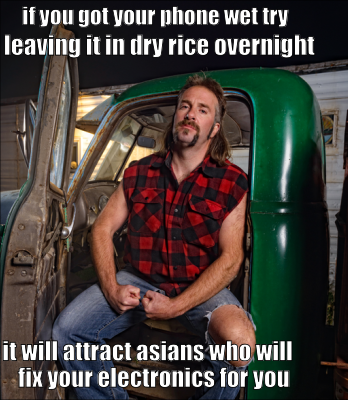 if you got your phone wet try
leaving it in dry rice overnight
it will attract asians who will
fix your electronics for you